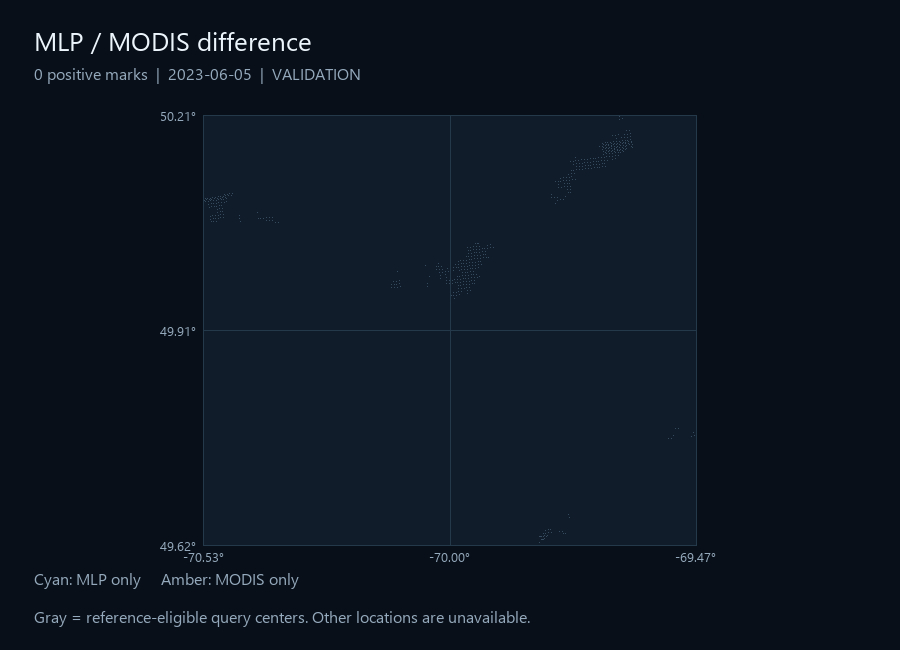 MLP / MODIS difference
0 positive marks | 2023-06-05 | VALIDATION
50.21°
49.91°
49.62°
-70.53° -70.00° -69.47°
Cyan: MLP only Amber: MODIS only
Gray = reference-eligible query centers. Other locations are unavailable.